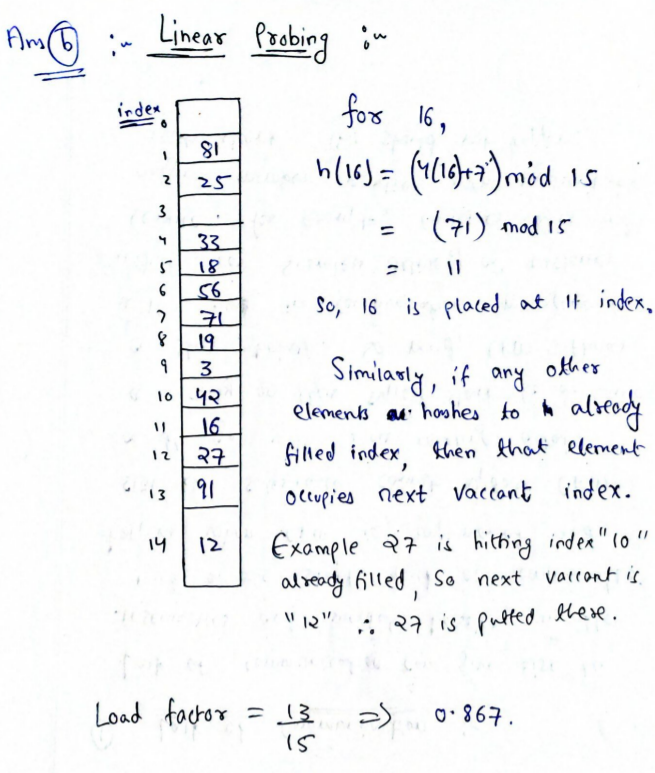 Ans (b) :- Linear Probing :-
index
0
1 81
2 25
3
4 33
5 18
6 56
7 71
8 19
9 3
10 42
11 16
12 27
13 91
14 12
for 16,
h(16) = (4(16)+7) mod 15
= (71) mod 15
= 11
So, 16 is placed at 11 index.
Similarly, if any other
elements hashes to already
filled index, then that element
occupies next vaccant index.
Example 27 is hitting index "10"
already filled, So next vaccant is
"12" ∴ 27 is putted there.
Load factor = 13/15 => 0.867.